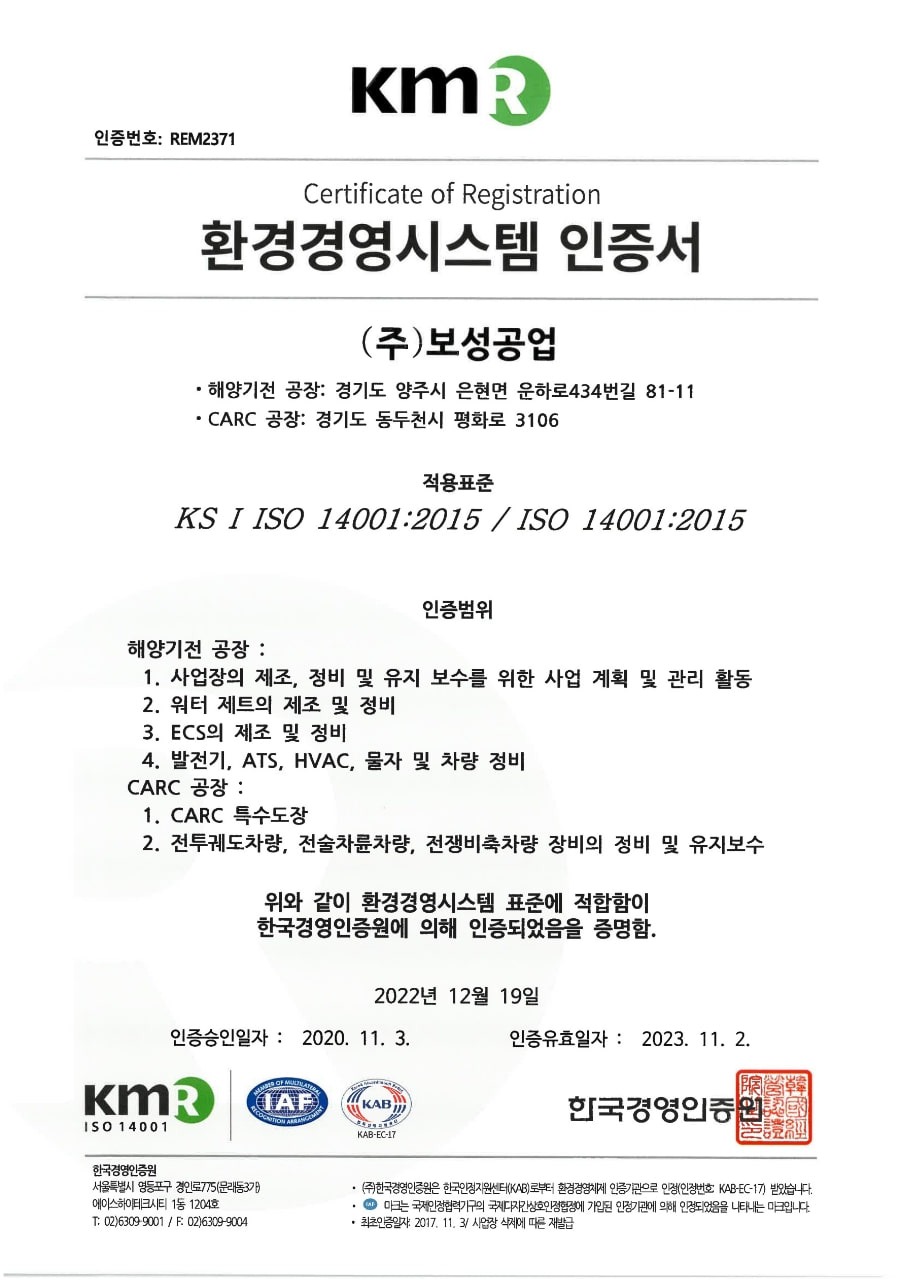 KMR
인증번호: REM2371
Certificate of Registration
환경경영시스템 인증서
(주)보성공업
• 해양기전 공장: 경기도 양주시 은현면 운하로434번길 81-11
• CARC 공장: 경기도 동두천시 평화로 3106
적용표준
KS I ISO 14001:2015 / ISO 14001:2015
인증범위
해양기전 공장 :
1. 사업장의 제조, 정비 및 유지 보수를 위한 사업 계획 및 관리 활동
2. 워터 제트의 제조 및 정비
3. ECS의 제조 및 정비
4. 발전기, ATS, HVAC, 물자 및 차량 정비
CARC 공장 :
1. CARC 특수도장
2. 전투궤도차량, 전술차륜차량, 전쟁비축차량 장비의 정비 및 유지보수
위와 같이 환경경영시스템 표준에 적합함이
한국경영인증원에 의해 인증되었음을 증명함.
2022년 12월 19일
인증승인일자 : 2020. 11. 3. 인증유효일자 : 2023. 11. 2.
KMR
ISO 14001
MEMBER OF MULTILATERAL
IAF
RECOGNITION ARRANGEMENT
KAB
KAB-EC-17
한국경영인증원
韓國經
營認證
院印
한국경영인증원
서울특별시 영등포구 경인로775(문래동3가)
에이스하이테크시티 1동 1204호
T: 02)6309-9001 / F: 02)6309-9004
• (주)한국경영인증원은 한국인정지원센터(KAB)로부터 환경경영체제 인증기관으로 인정(인정번호: KAB-EC-17) 받았습니다.
• IAF 마크는 국제인정협력기구의 국제다자간상호인정협정에 가입된 인정기관에 의해 인정되었음을 나타내는 마크입니다.
• 최초인증일자: 2017. 11. 3/ 사업장 삭제에 따른 재발급